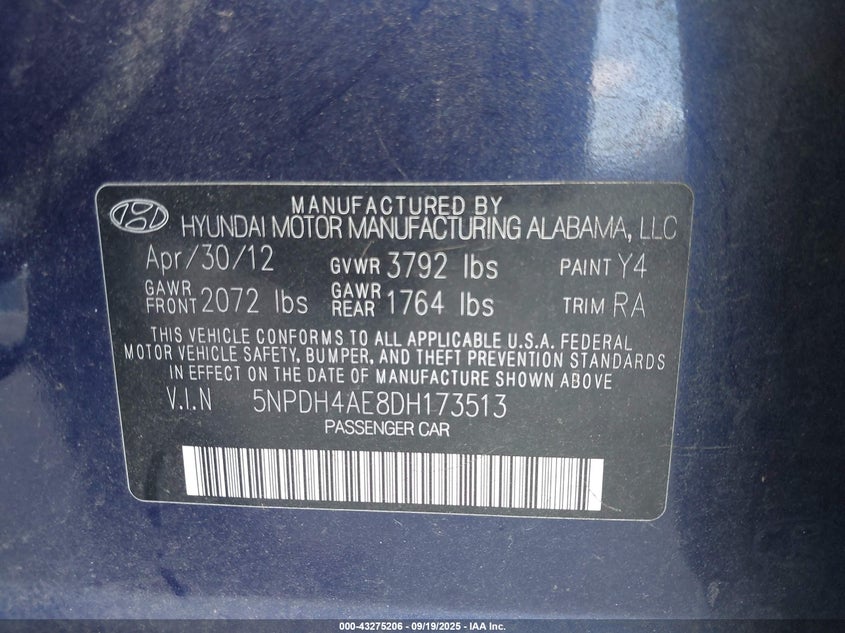 MANUFACTURED BY
HYUNDAI MOTOR MANUFACTURING ALABAMA, LLC
Apr/30/12 GVWR 3792 lbs PAINT Y4
GAWR FRONT 2072 lbs GAWR REAR 1764 lbs TRIM RA
THIS VEHICLE CONFORMS TO ALL APPLICABLE U.S.A. FEDERAL
MOTOR VEHICLE SAFETY, BUMPER, AND THEFT PREVENTION STANDARDS
IN EFFECT ON THE DATE OF MANUFACTURE SHOWN ABOVE
V.I.N 5NPDH4AE8DH173513
PASSENGER CAR
000-43275206 - 09/19/2025 - IAA Inc.